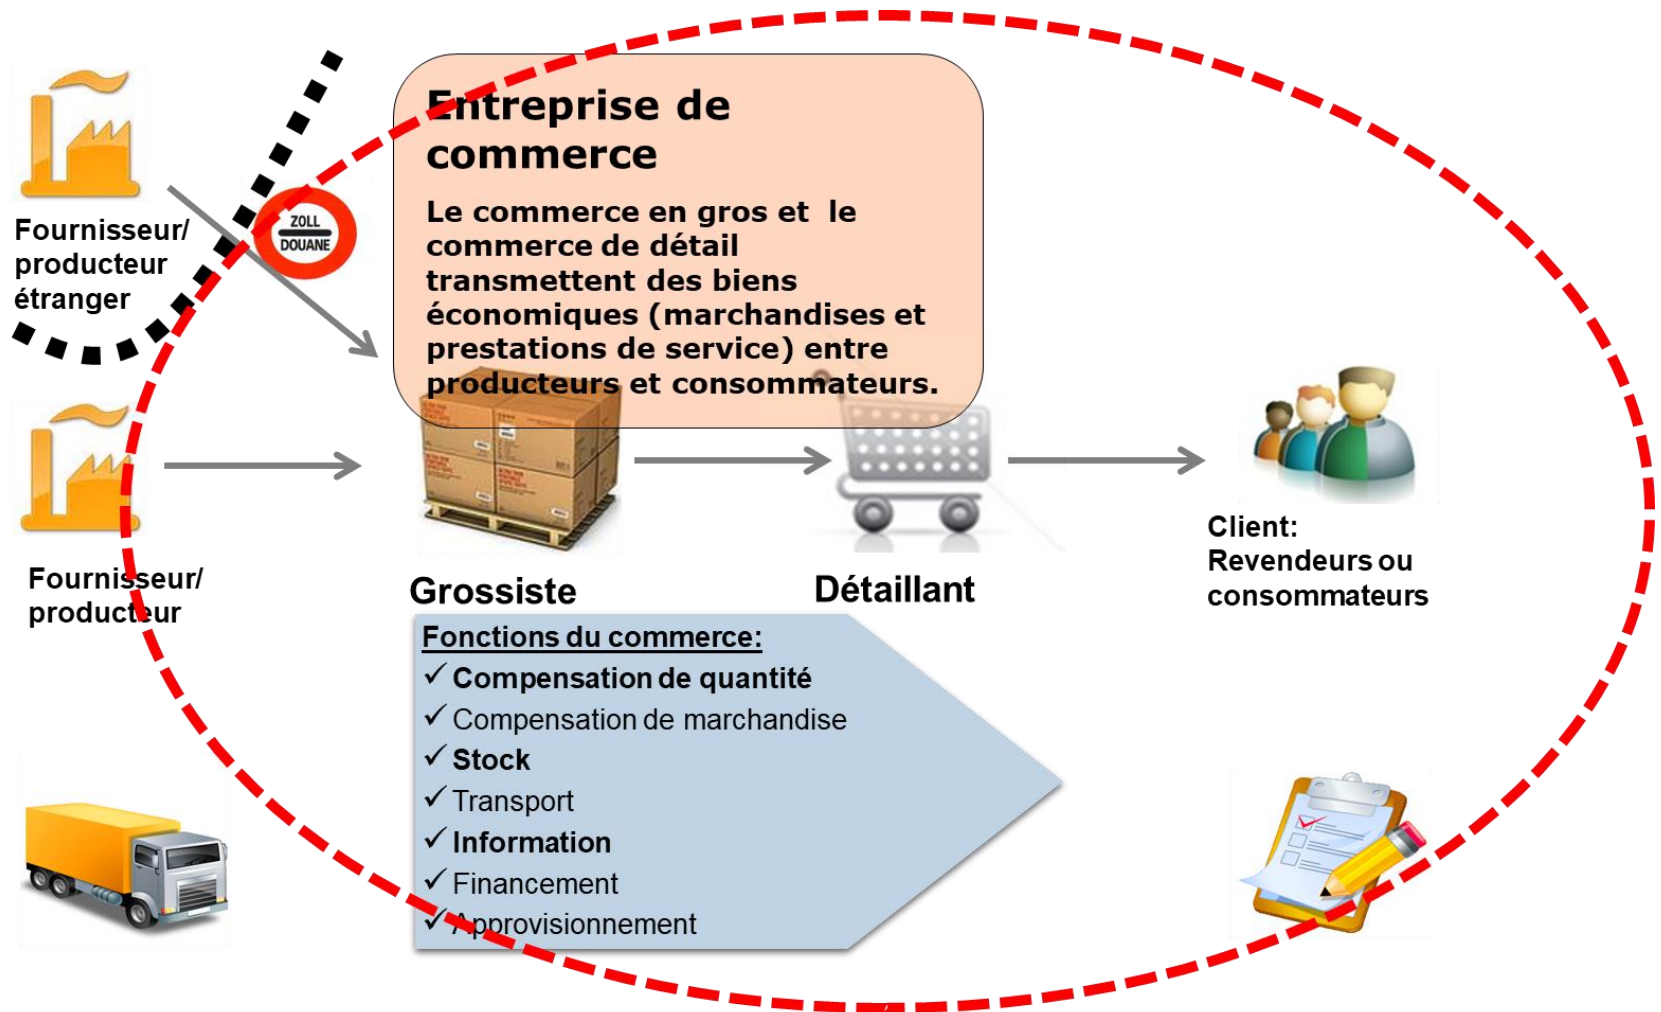 Entreprise de
commerce
Le commerce en gros et le
commerce de détail
transmettent des biens
économiques (marchandises et
prestations de service) entre
producteurs et consommateurs.
Fournisseur/
producteur
étranger
ZOLL
DOUANE
Fournisseur/
producteur
Grossiste
Détaillant
Client:
Revendeurs ou
consommateurs
Fonctions du commerce:
✓ Compensation de quantité
✓ Compensation de marchandise
✓ Stock
✓ Transport
✓ Information
✓ Financement
✓ Approvisionnement